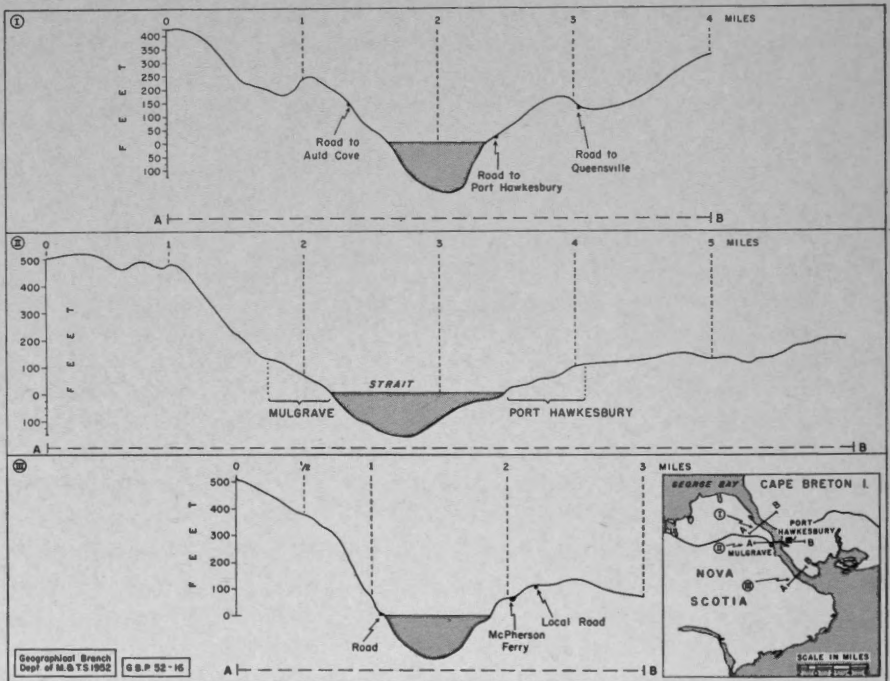 I
0 1 2 3 4 MILES
400
350
300
250
200
150
100
50
0
50
100
FEET
Road to
Auld Cove
Road to
Port Hawkesbury
Road to
Queensville
A B
II
0 1 2 3 4 5 MILES
500
400
300
200
100
0
100
FEET
STRAIT
MULGRAVE
PORT HAWKESBURY
A B
III
0 1/2 1 2 3 MILES
500
400
300
200
100
0
FEET
Road
McPherson
Ferry
Local Road
A B
Geographical Branch
Dept of M.&T.S 1952
G.B.P. 52-16
GEORGE BAY
CAPE BRETON I.
I
A
B
PORT
HAWKESBURY
II
A
B
MULGRAVE
NOVA
III
A
B
SCOTIA
SCALE IN MILES